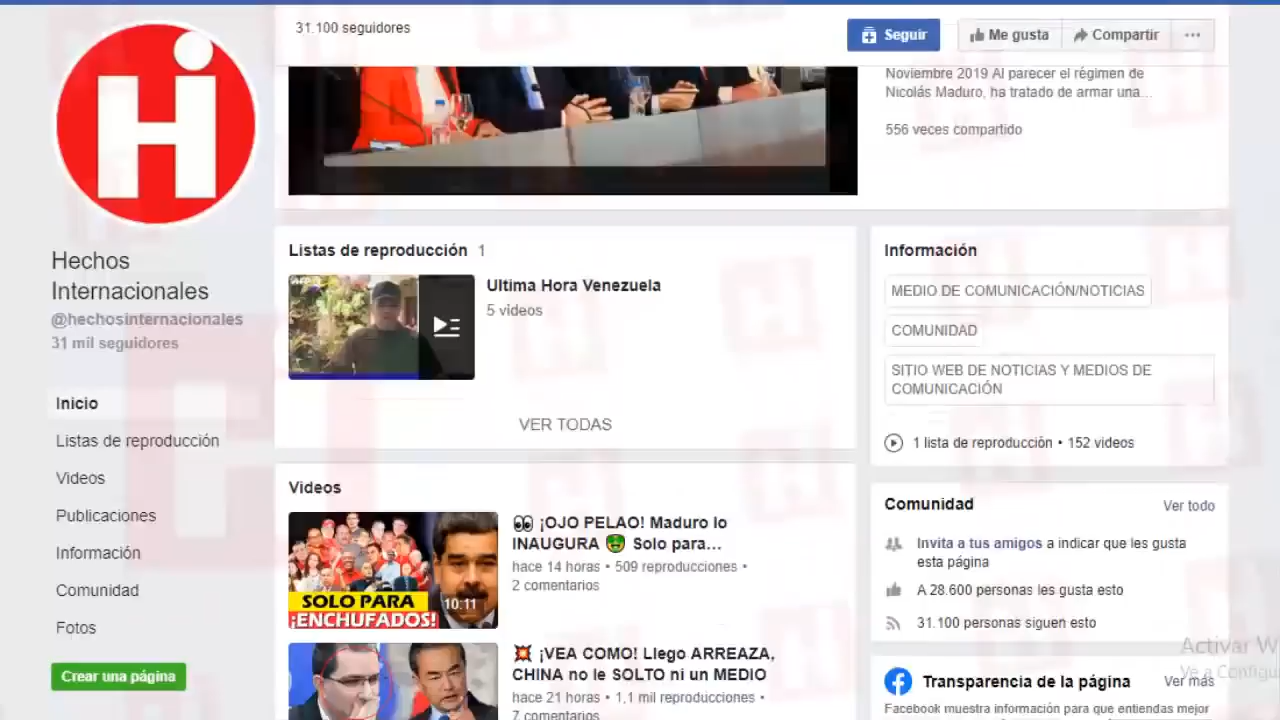 31.100 seguidores
Seguir
Me gusta
Compartir
Noviembre 2019 Al parecer el régimen de
Nicolás Maduro, ha tratado de armar una...
556 veces compartido
Hi
Hechos
Internacionales
@hechosinternacionales
31 mil seguidores
Inicio
Listas de reproducción
Videos
Publicaciones
Información
Comunidad
Fotos
Crear una página
Listas de reproducción 1
Ultima Hora Venezuela
5 videos
VER TODAS
Videos
👀 ¡OJO PELAO! Maduro lo
INAUGURA 🤑 Solo para...
hace 14 horas • 509 reproducciones •
2 comentarios
SOLO PARA
¡ENCHUFADOS!
10:11
💥 ¡VEA COMO! Llego ARREAZA,
CHINA no le SOLTO ni un MEDIO
hace 21 horas • 1,1 mil reproducciones •
7 comentarios
Información
MEDIO DE COMUNICACIÓN/NOTICIAS
COMUNIDAD
SITIO WEB DE NOTICIAS Y MEDIOS DE
COMUNICACIÓN
1 lista de reproducción • 152 videos
Comunidad
Ver todo
Invita a tus amigos a indicar que les gusta
esta página
A 28.600 personas les gusta esto
31.100 personas siguen esto
Activar W
Ve a Configu
Transparencia de la página
Ver más
Facebook muestra información para que entiendas mejor